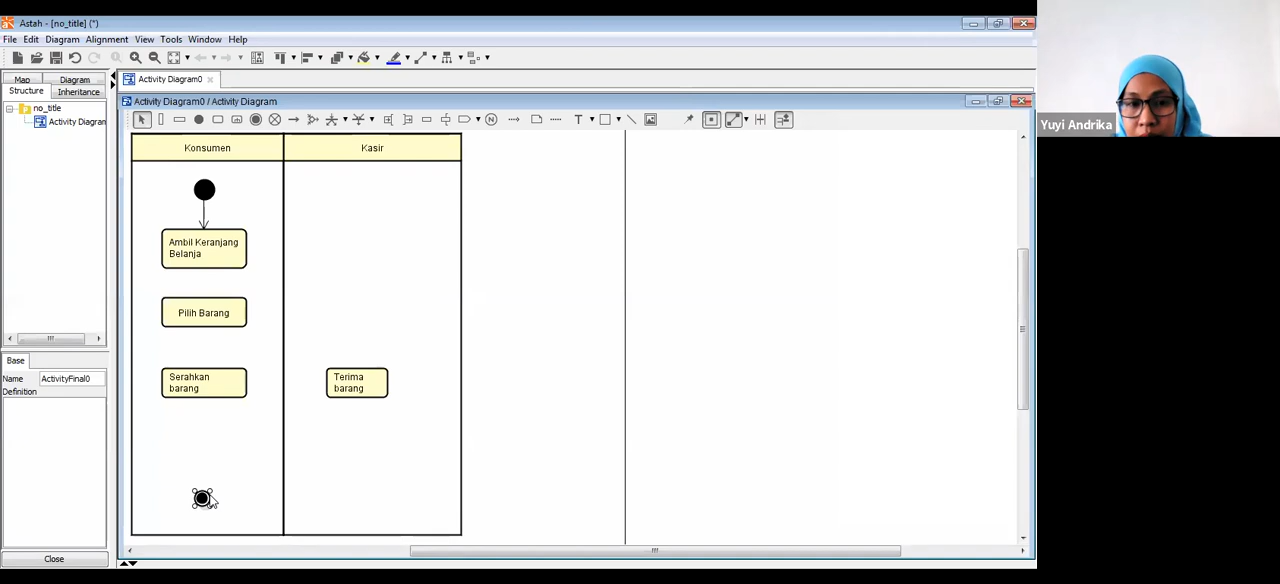 Astah - [no_title] (*)
File Edit Diagram Alignment View Tools Window Help
Map Diagram
Structure Inheritance
no_title
Activity Diagran
Base
Name ActivityFinal0
Definition
Close
Activity Diagram0
Activity Diagram0 / Activity Diagram
T
N
Konsumen Kasir
Ambil Keranjang
Belanja
Pilih Barang
Serahkan
barang
Terima
barang
Yuyi Andrika